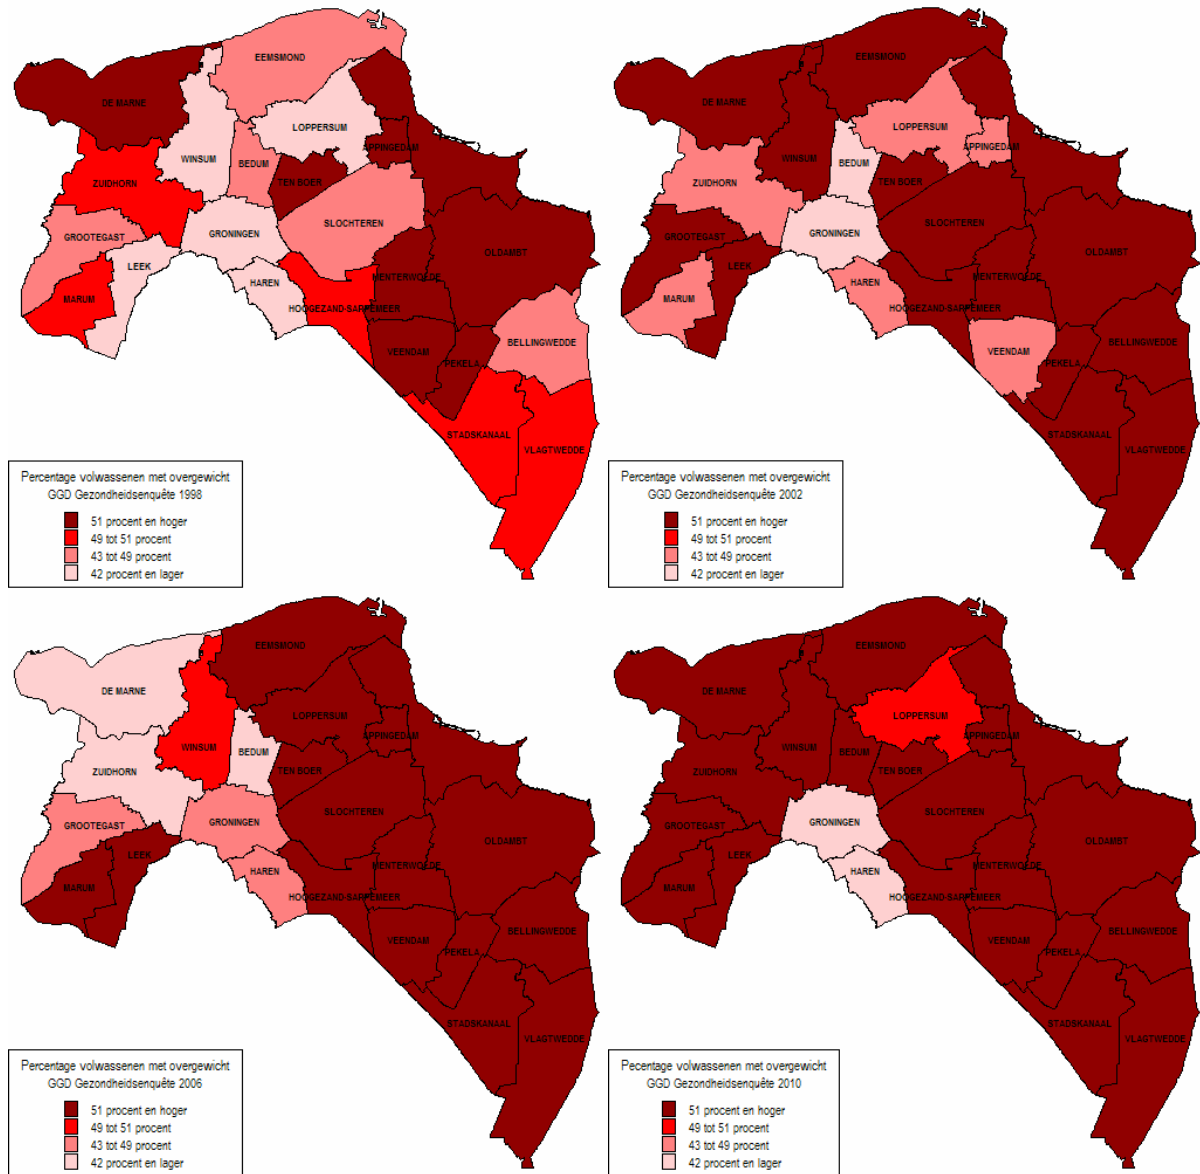 EEMSMOND
DE MARNE
LOPPERSUM
APPINGEDAM
WINSUM
BEDUM
TEN BOER
ZUIDHORN
SLOCHTEREN
GROOTEGAST
GRONINGEN
OLDAMBT
LEEK
MENTERWOLDE
HAREN
MARUM
HOOGEZAND-SAPPEMEER
BELLINGWEDDE
VEENDAM
PEKELA
STADSKANAAL
VLAGTWEDDE
Percentage volwassenen met overgewicht
GGD Gezondheidsenquête 1998
51 procent en hoger
49 tot 51 procent
43 tot 49 procent
42 procent en lager
EEMSMOND
DE MARNE
LOPPERSUM
APPINGEDAM
WINSUM
BEDUM
TEN BOER
ZUIDHORN
SLOCHTEREN
GROOTEGAST
GRONINGEN
OLDAMBT
LEEK
MENTERWOLDE
HAREN
MARUM
HOOGEZAND-SAPPEMEER
BELLINGWEDDE
VEENDAM
PEKELA
STADSKANAAL
VLAGTWEDDE
Percentage volwassenen met overgewicht
GGD Gezondheidsenquête 2002
51 procent en hoger
49 tot 51 procent
43 tot 49 procent
42 procent en lager
EEMSMOND
DE MARNE
LOPPERSUM
APPINGEDAM
WINSUM
BEDUM
TEN BOER
ZUIDHORN
SLOCHTEREN
GROOTEGAST
GRONINGEN
OLDAMBT
LEEK
MENTERWOLDE
HAREN
MARUM
HOOGEZAND-SAPPEMEER
BELLINGWEDDE
VEENDAM
PEKELA
STADSKANAAL
VLAGTWEDDE
Pecentage volwassenen met overgewicht
GGD Gezondheidsenquête 2006
51 procent en hoger
49 tot 51 procent
43 tot 49 procent
42 procent en lager
EEMSMOND
DE MARNE
LOPPERSUM
APPINGEDAM
WINSUM
BEDUM
TEN BOER
ZUIDHORN
SLOCHTEREN
GROOTEGAST
GRONINGEN
OLDAMBT
LEEK
MENTERWOLDE
HAREN
MARUM
HOOGEZAND-SAPPEMEER
BELLINGWEDDE
VEENDAM
PEKELA
STADSKANAAL
VLAGTWEDDE
Pecentage volwassenen met overgewicht
GGD Gezondheidsenquête 2010
51 procent en hoger
49 tot 51 procent
43 tot 49 procent
42 procent en lager